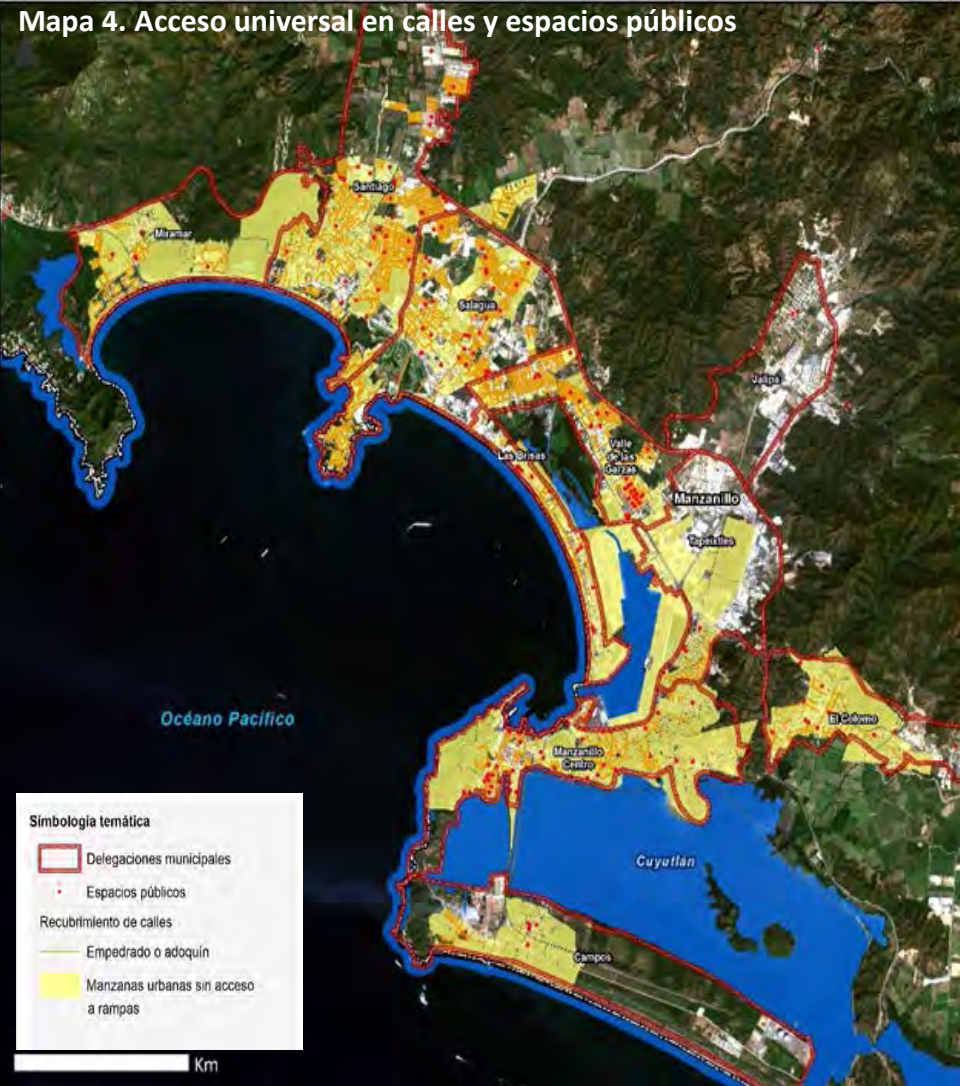 Mapa 4. Acceso universal en calles y espacios públicos
Santiago
Miramar
Salagua
Jalipa
Las Brisas
Valle
de las
Garzas
Manzanillo
Tapeixtles
Océano Pacífico
El Colomo
Manzanillo
Centro
Cuyutlán
Campos
Simbología temática
Delegaciones municipales
Espacios públicos
Recubrimiento de calles
Empedrado o adoquín
Manzanas urbanas sin acceso
a rampas
Km